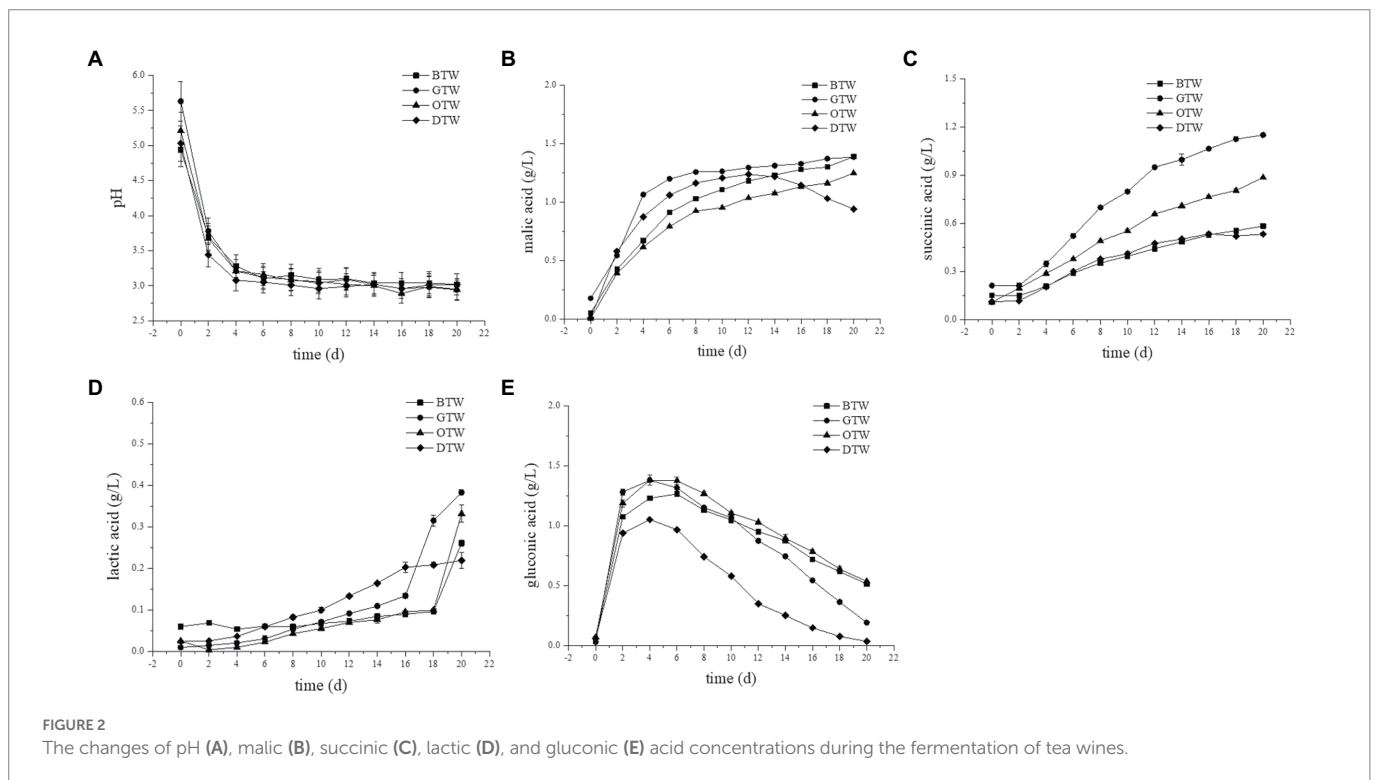 A
pH
6.0
5.5
5.0
4.5
4.0
3.5
3.0
2.5
-2 0 2 4 6 8 10 12 14 16 18 20 22
time (d)
BTW
GTW
OTW
DTW
B
malic acid (g/L)
2.0
1.5
1.0
0.5
0.0
-2 0 2 4 6 8 10 12 14 16 18 20 22
time (d)
BTW
GTW
OTW
DTW
C
succinic acid (g/L)
1.5
1.2
0.9
0.6
0.3
0.0
-2 0 2 4 6 8 10 12 14 16 18 20 22
time (d)
BTW
GTW
OTW
DTW
D
lactic acid (g/L)
0.6
0.5
0.4
0.3
0.2
0.1
0.0
-2 0 2 4 6 8 10 12 14 16 18 20 22
time (d)
BTW
GTW
OTW
DTW
E
gluconic acid (g/L)
2.0
1.5
1.0
0.5
0.0
-2 0 2 4 6 8 10 12 14 16 18 20 22
time (d)
BTW
GTW
OTW
DTW
FIGURE 2
The changes of pH (A), malic (B), succinic (C), lactic (D), and gluconic (E) acid concentrations during the fermentation of tea wines.